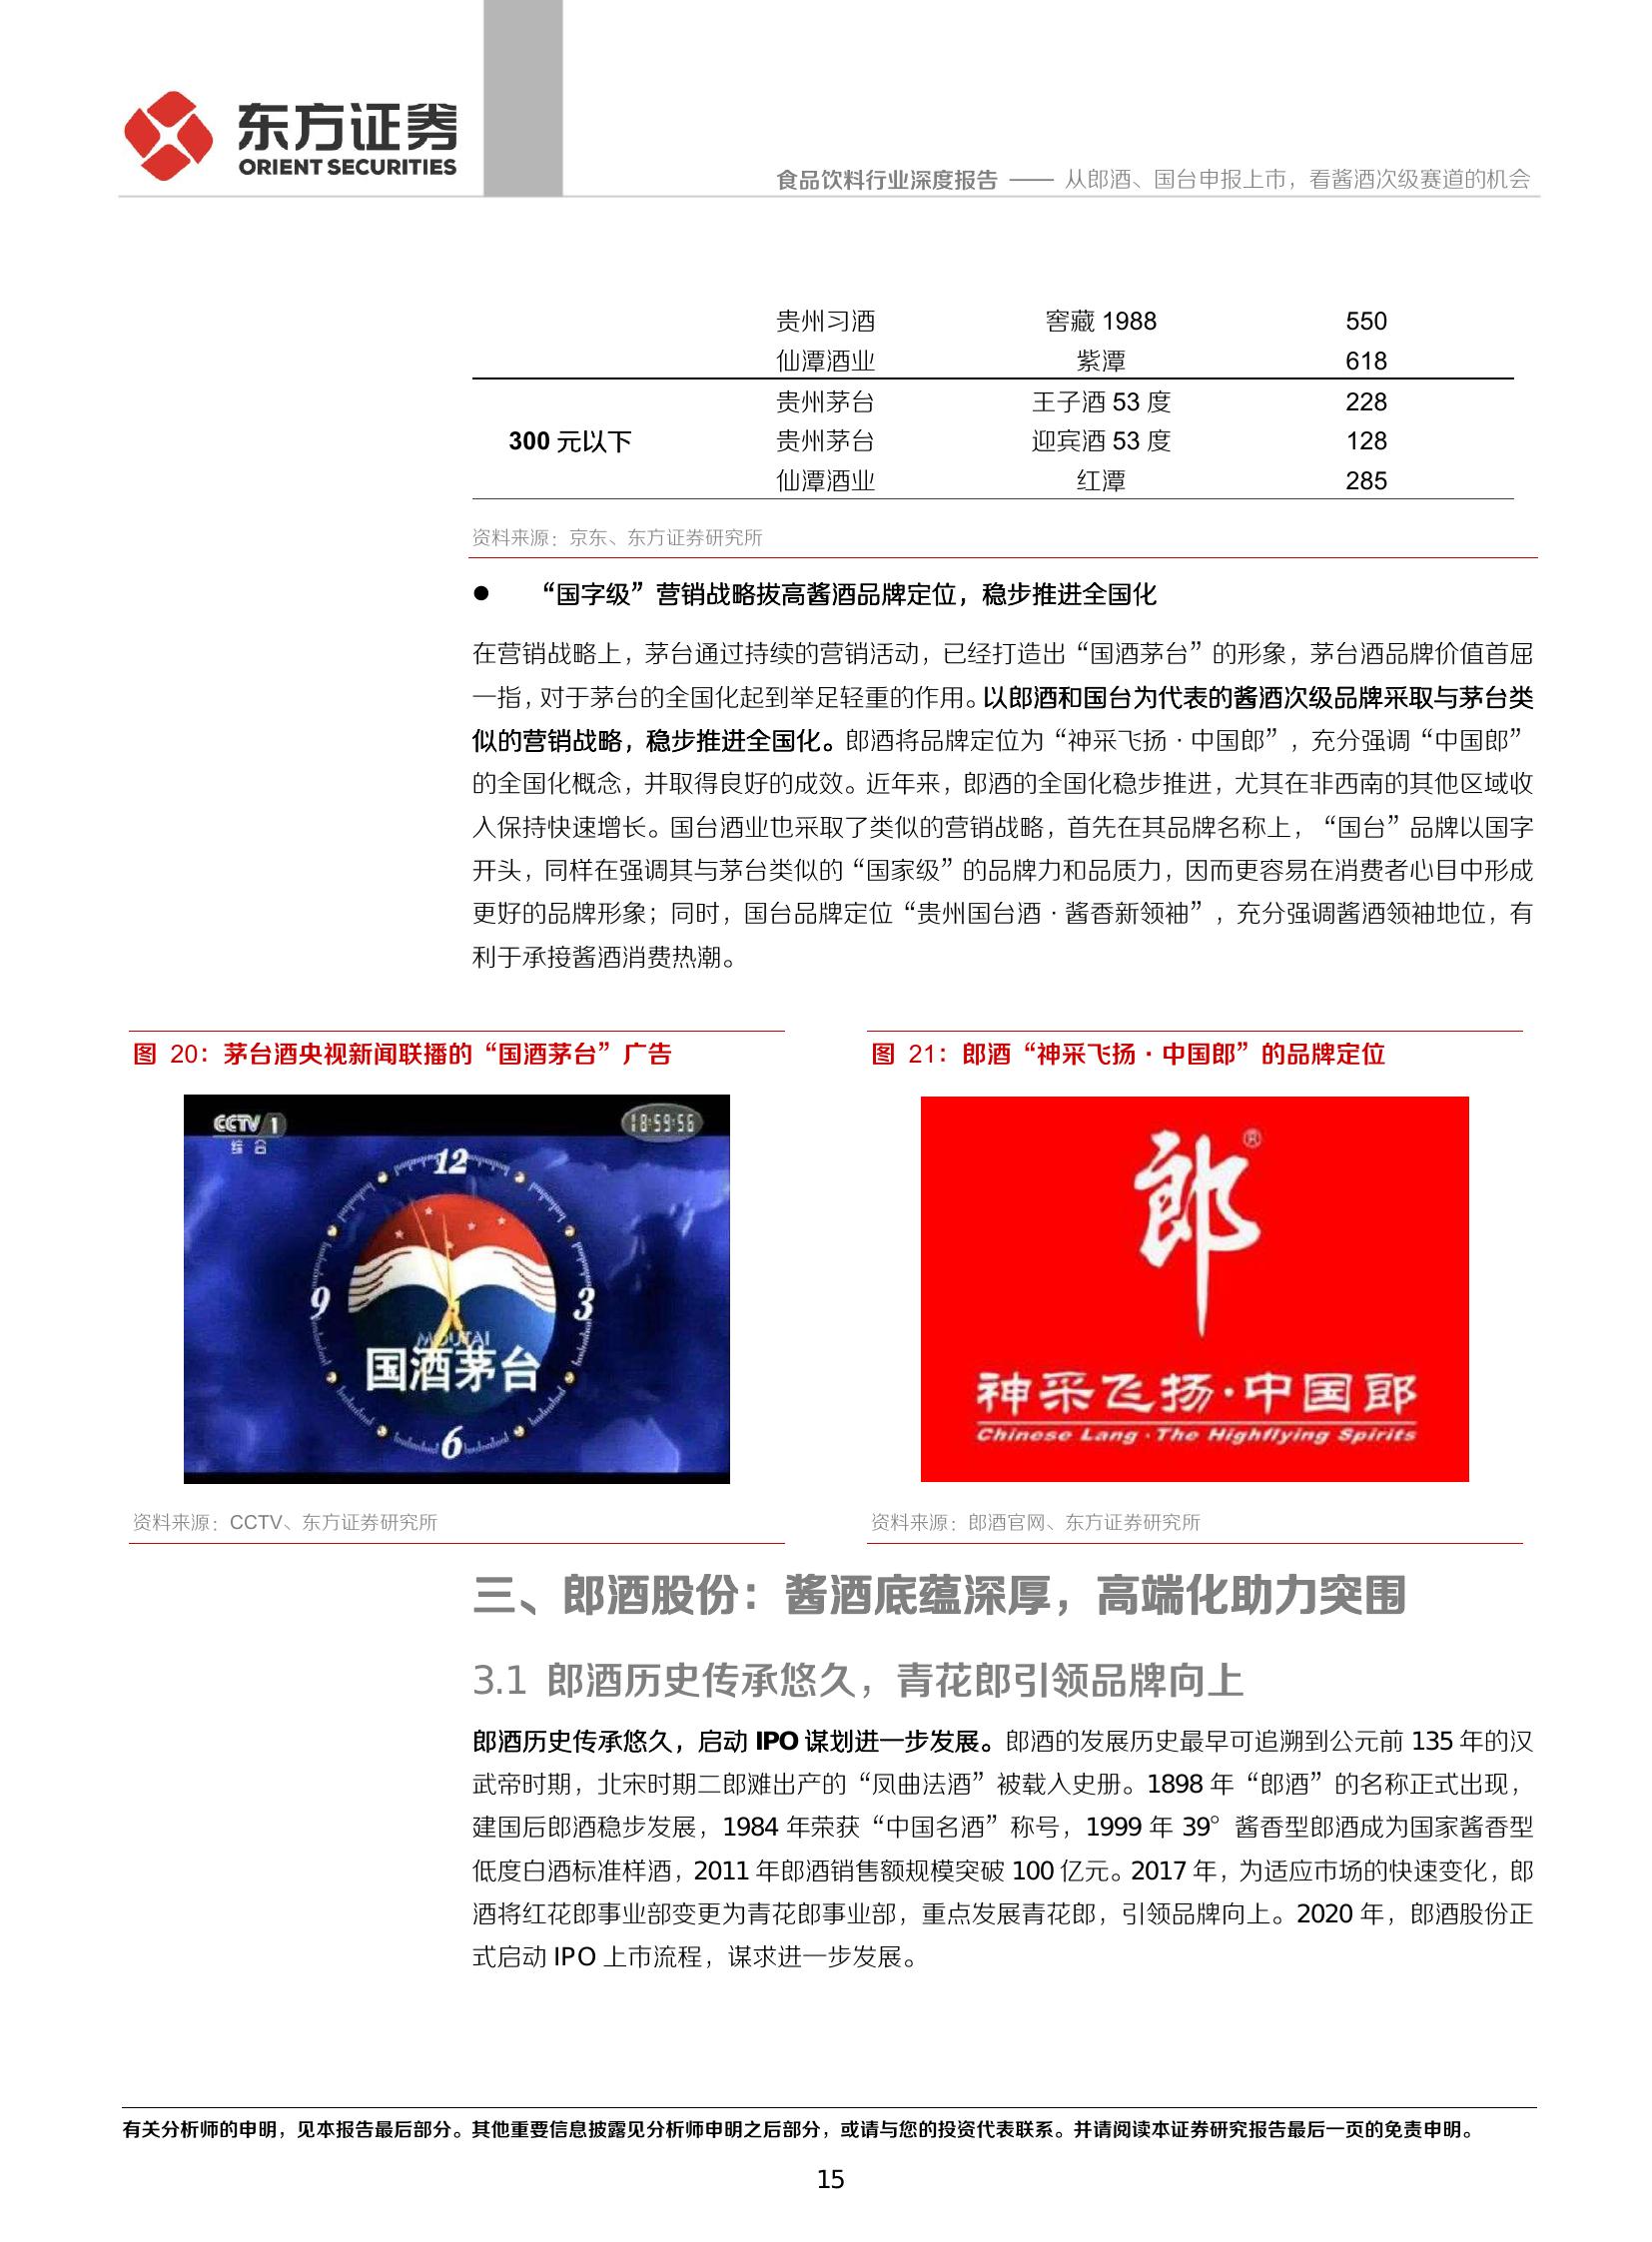 东方证券
ORIENT SECURITIES
食品饮料行业深度报告 —— 从郎酒、国台申报上市，看酱酒次级赛道的机会
贵州习酒 窖藏 1988 550
仙潭酒业 紫潭 618
贵州茅台 王子酒 53 度 228
300 元以下 贵州茅台 迎宾酒 53 度 128
仙潭酒业 红潭 285
资料来源：京东、东方证券研究所
● “国字级”营销战略拔高酱酒品牌定位，稳步推进全国化
在营销战略上，茅台通过持续的营销活动，已经打造出“国酒茅台”的形象，茅台酒品牌价值首屈
一指，对于茅台的全国化起到举足轻重的作用。以郎酒和国台为代表的酱酒次级品牌采取与茅台类
似的营销战略，稳步推进全国化。郎酒将品牌定位为“神采飞扬·中国郎”，充分强调“中国郎”
的全国化概念，并取得良好的成效。近年来，郎酒的全国化稳步推进，尤其在非西南的其他区域收
入保持快速增长。国台酒业也采取了类似的营销战略，首先在其品牌名称上，“国台”品牌以国字
开头，同样在强调其与茅台类似的“国家级”的品牌力和品质力，因而更容易在消费者心目中形成
更好的品牌形象；同时，国台品牌定位“贵州国台酒·酱香新领袖”，充分强调酱酒领袖地位，有
利于承接酱酒消费热潮。
图 20：茅台酒央视新闻联播的“国酒茅台”广告
CCTV 1
综合
18:59:56
12
9
3
MOUTAI
国酒茅台
6
资料来源：CCTV、东方证券研究所
图 21：郎酒“神采飞扬·中国郎”的品牌定位
郎®
神采飞扬·中国郎
Chinese Lang · The Highflying Spirits
资料来源：郎酒官网、东方证券研究所
三、郎酒股份：酱酒底蕴深厚，高端化助力突围
3.1 郎酒历史传承悠久，青花郎引领品牌向上
郎酒历史传承悠久，启动 IPO 谋划进一步发展。郎酒的发展历史最早可追溯到公元前 135 年的汉
武帝时期，北宋时期二郎滩出产的“凤曲法酒”被载入史册。1898 年“郎酒”的名称正式出现，
建国后郎酒稳步发展，1984 年荣获“中国名酒”称号，1999 年 39° 酱香型郎酒成为国家酱香型
低度白酒标准样酒，2011 年郎酒销售额规模突破 100 亿元。2017 年，为适应市场的快速变化，郎
酒将红花郎事业部变更为青花郎事业部，重点发展青花郎，引领品牌向上。2020 年，郎酒股份正
式启动 IPO 上市流程，谋求进一步发展。
有关分析师的申明，见本报告最后部分。其他重要信息披露见分析师申明之后部分，或请与您的投资代表联系。并请阅读本证券研究报告最后一页的免责申明。
15